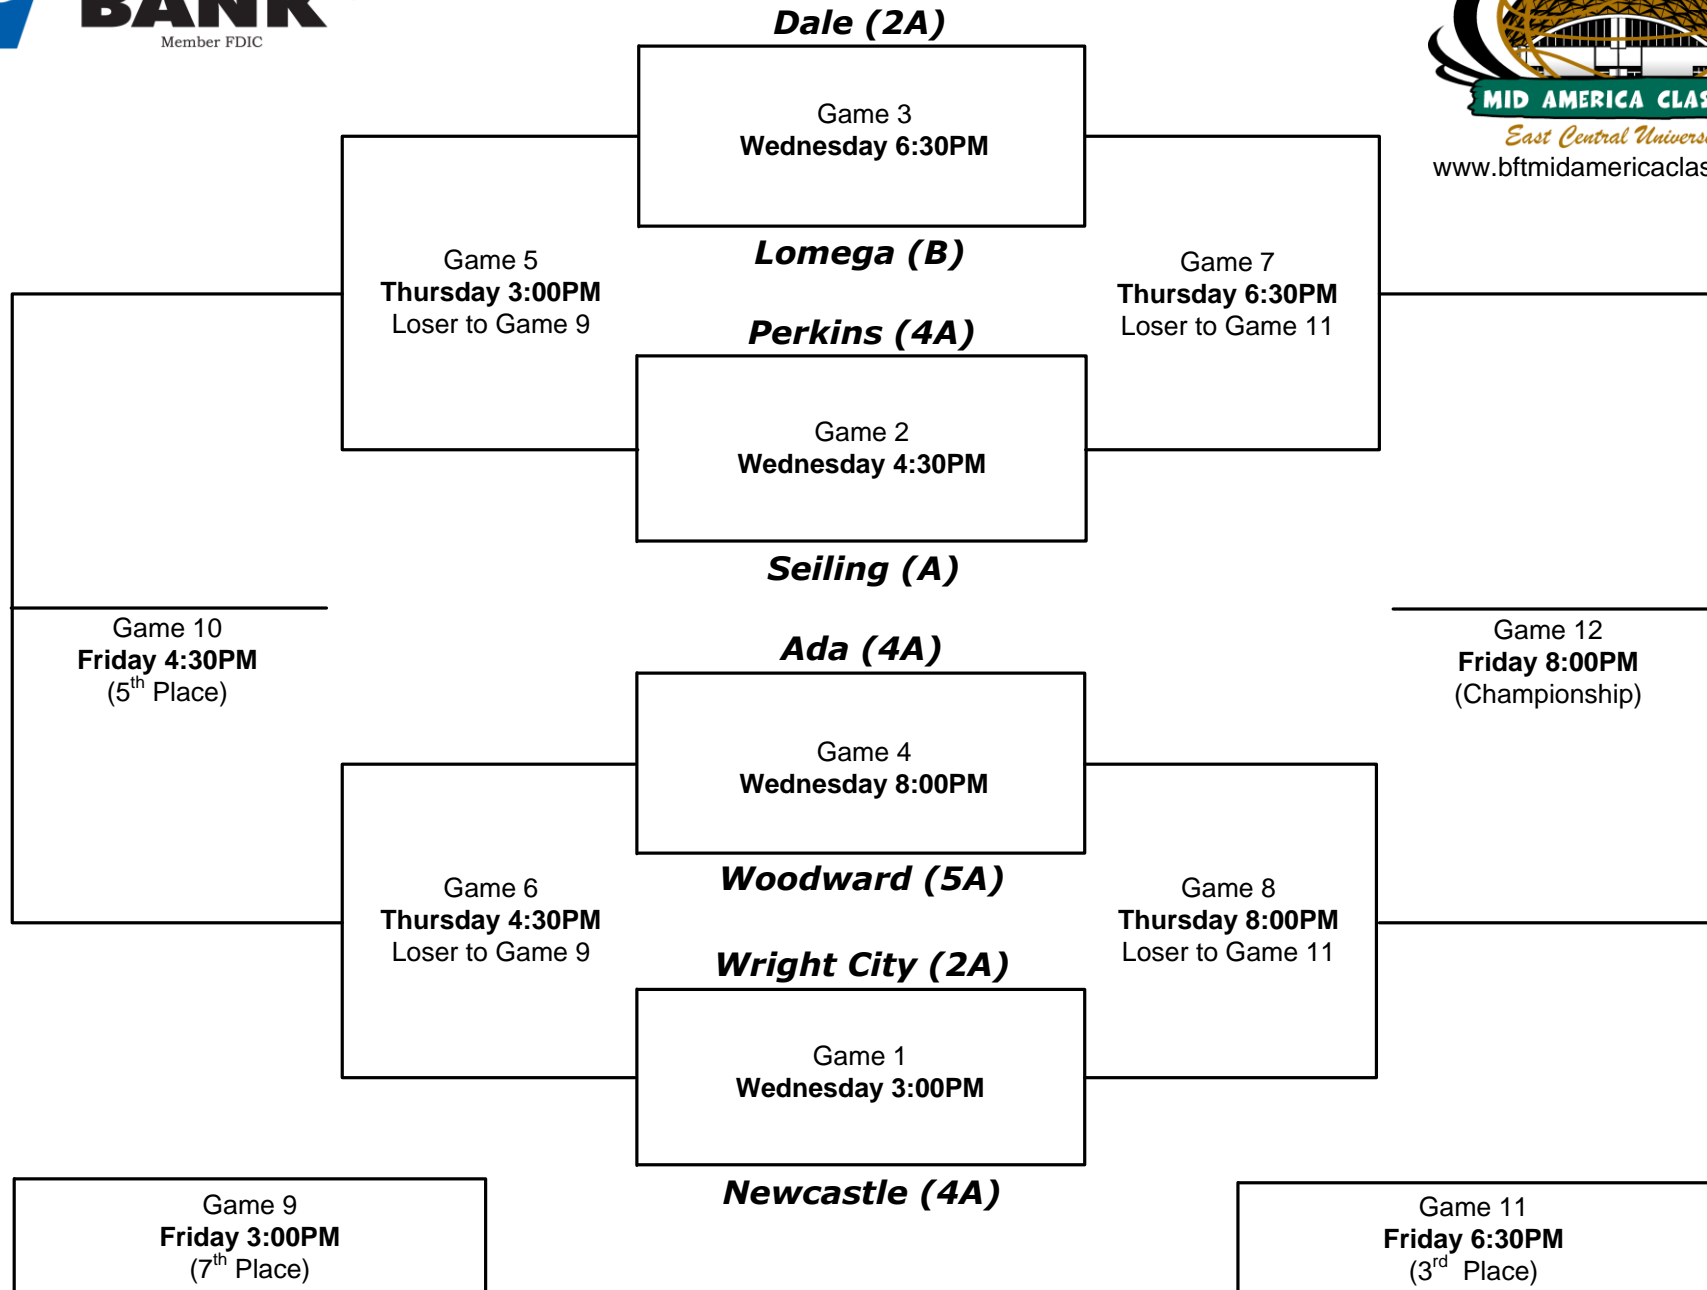 BANK
Member FDIC
MID AMERICA CLAS
East Central Univers
www.bftmidamericaclas
Dale (2A)
Game 3
Wednesday 6:30PM
Lomega (B)
Game 5
Thursday 3:00PM
Loser to Game 9
Game 7
Thursday 6:30PM
Loser to Game 11
Perkins (4A)
Game 2
Wednesday 4:30PM
Seiling (A)
Game 10
Friday 4:30PM
(5th Place)
Game 12
Friday 8:00PM
(Championship)
Ada (4A)
Game 4
Wednesday 8:00PM
Woodward (5A)
Game 6
Thursday 4:30PM
Loser to Game 9
Game 8
Thursday 8:00PM
Loser to Game 11
Wright City (2A)
Game 1
Wednesday 3:00PM
Newcastle (4A)
Game 9
Friday 3:00PM
(7th Place)
Game 11
Friday 6:30PM
(3rd Place)